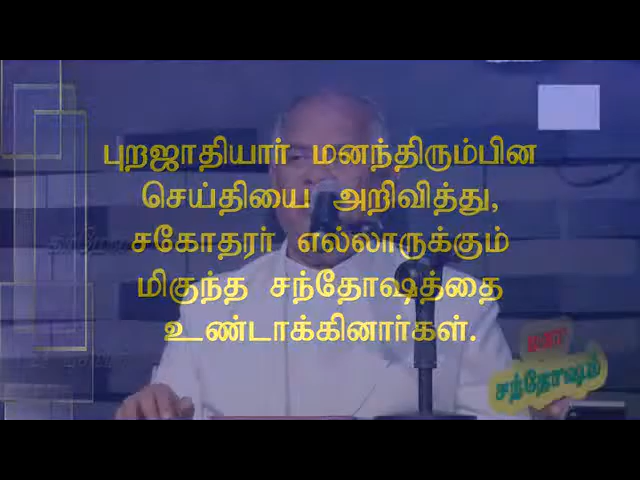 புறஜாதியார் மனந்திரும்பின
செய்தியை அறிவித்து,
சகோதரர் எல்லாருக்கும்
மிகுந்த சந்தோஷத்தை
உண்டாக்கினார்கள்.
சந்தோஷம்